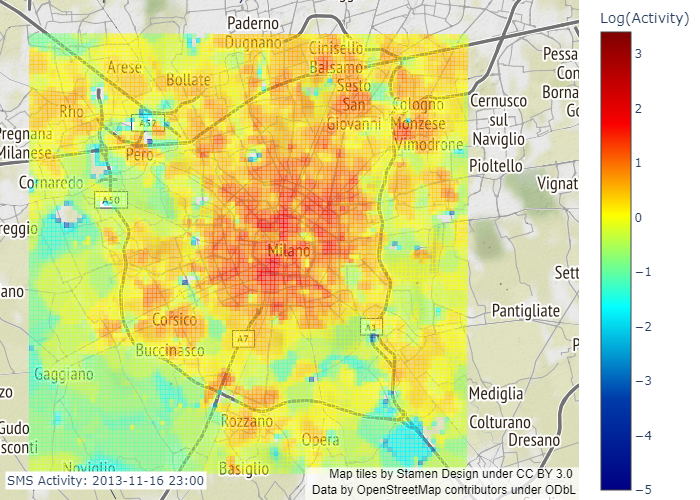 Paderno
Dugnano
Cinisello
Balsamo
Log(Activity)
Arese
Bollate
Sesto
San
Giovanni
Pessa
Con
Borna
Go
Rho
A52
Cologno
Monzese
Cernusco
sul
Naviglio
Pregnana
Milanese
Pero
Vimodrone
Pioltello
Cornaredo
A50
Vignat
reggio
Milano
Sett
ano
Corsico
A7
A1
Pantigliate
P
Buccinasco
Gaggiano
zo
Rozzano
Mediglia
Gudo
sconti
Opera
Colturano
Dresano
Noviglio
Basiglio
3
2
1
0
−1
−2
−3
−4
−5
SMS Activity: 2013-11-16 23:00
Map tiles by Stamen Design under CC BY 3.0
Data by OpenStreetMap contributors under ODbL